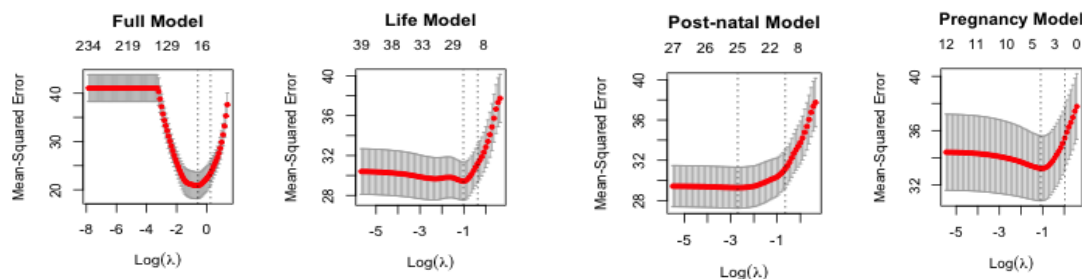 Full Model
234 219 129 16
Mean-Squared Error
20 30 40
-8 -6 -4 -2 0
Log(λ)
Life Model
39 38 33 29 8
Mean-Squared Error
28 32 36 40
-5 -3 -1
Log(λ)
Post-natal Model
27 26 25 22 8
Mean-Squared Error
28 32 36 40
-5 -3 -1
Log(λ)
Pregnancy Model
12 11 10 5 3 0
Mean-Squared Error
32 36 40
-5 -3 -1
Log(λ)